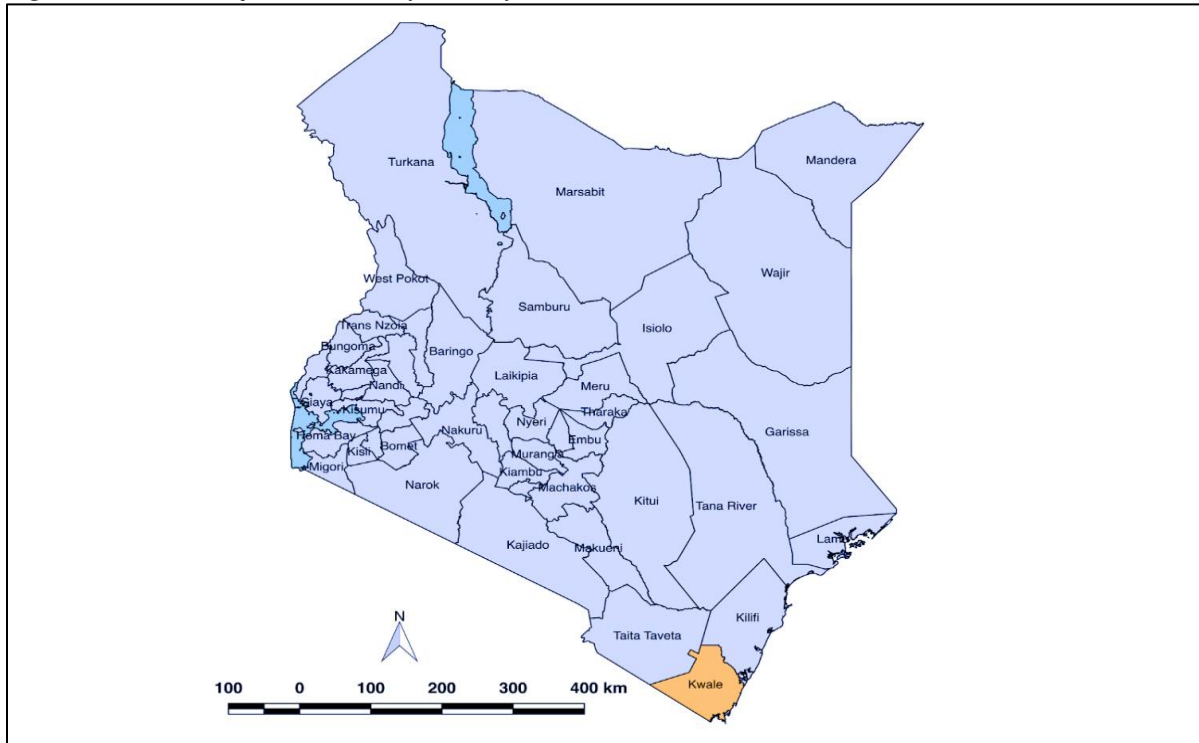 Turkana
Mandera
Marsabit
Wajir
West Pokot
Samburu
Isiolo
Trans Nzoia
Bungoma
Baringo
Kakamega
Laikipia
Meru
Nandi
Siaya
Kisumu
Tharaka
Nyeri
Garissa
Nakuru
Homa Bay
Embu
Bomet
Kisii
Muranga
Migori
Kiambu
Narok
Machakos
Kitui
Tana River
Lamu
Kajiado
Makueni
Kilifi
N
Taita Taveta
Kwale
100 0 100 200 300 400 km